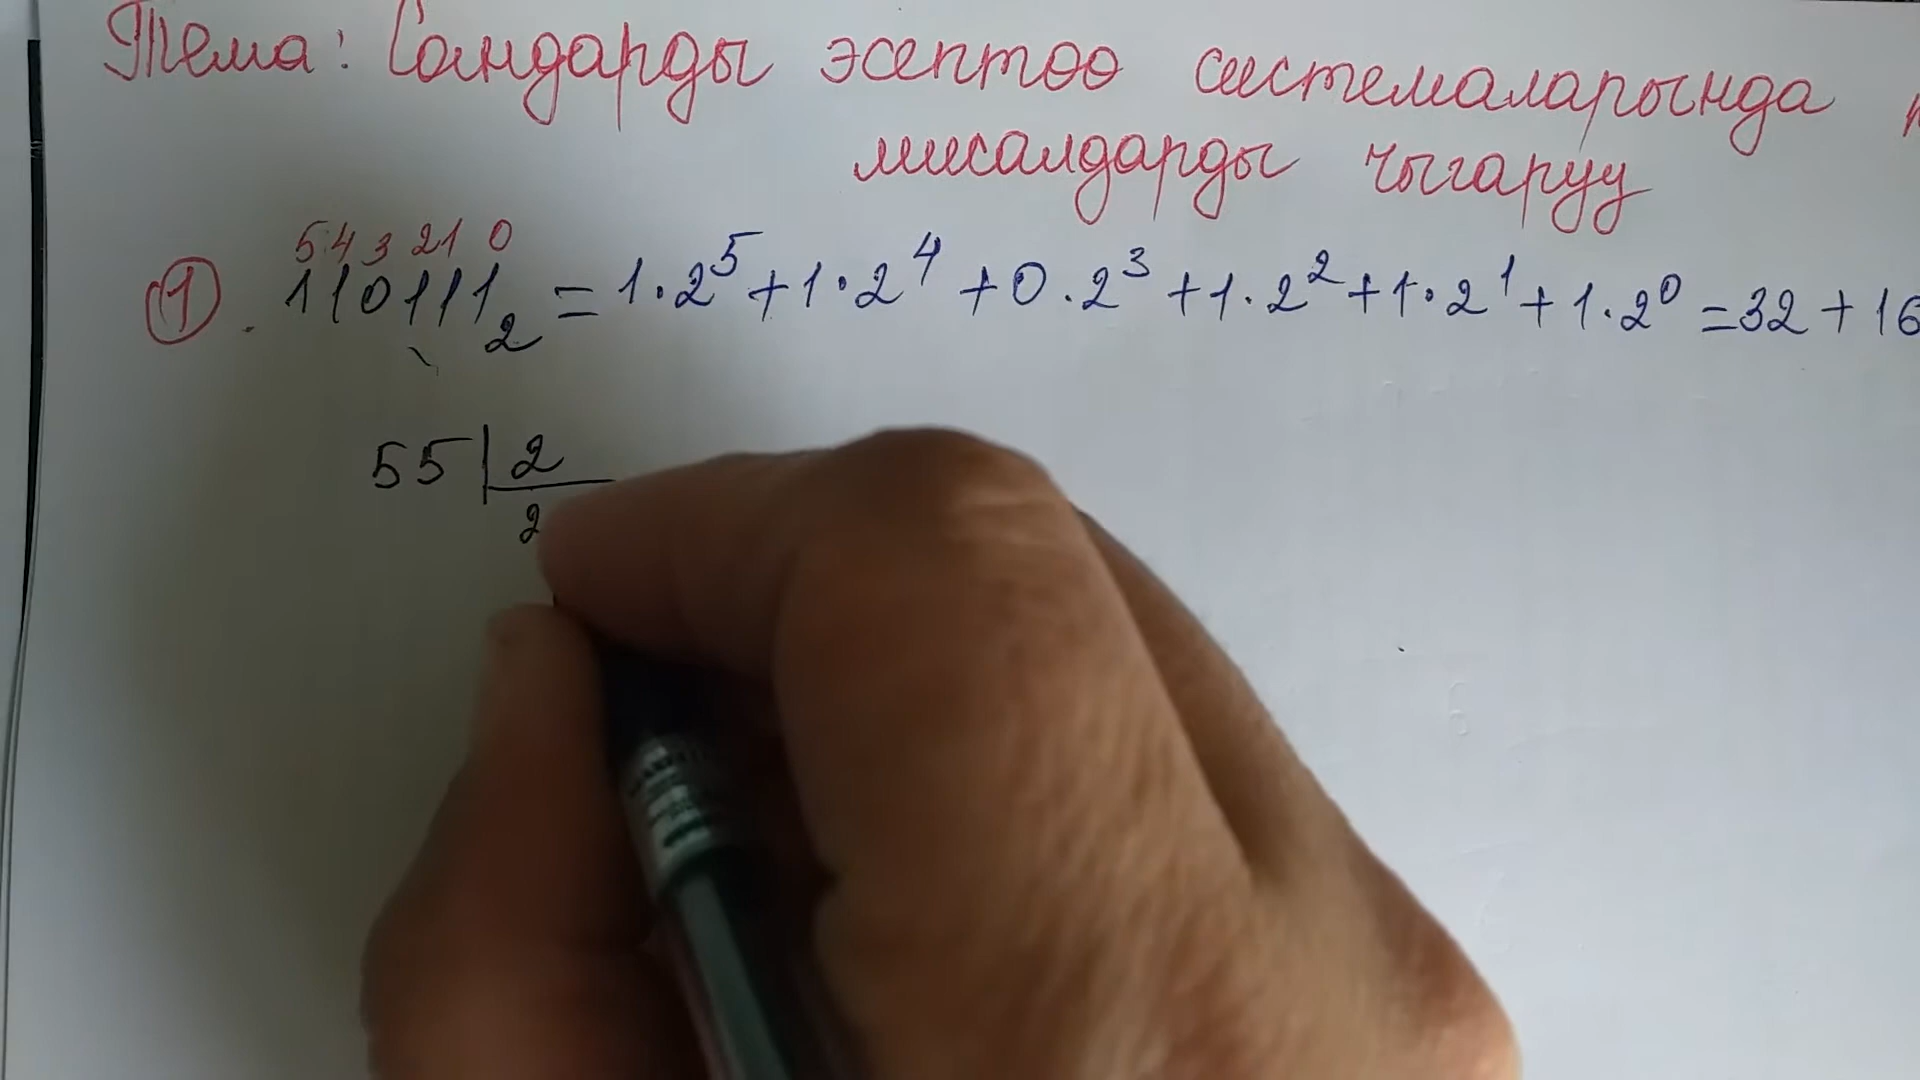 Тема: Сандарды эсептөө системаларында
мисалдарды чыгаруу
5 4 3 2 1 0
① . 110111₂ = 1·2⁵ + 1·2⁴ + 0·2³ + 1·2² + 1·2¹ + 1·2⁰ = 32 + 16
55 | 2
2